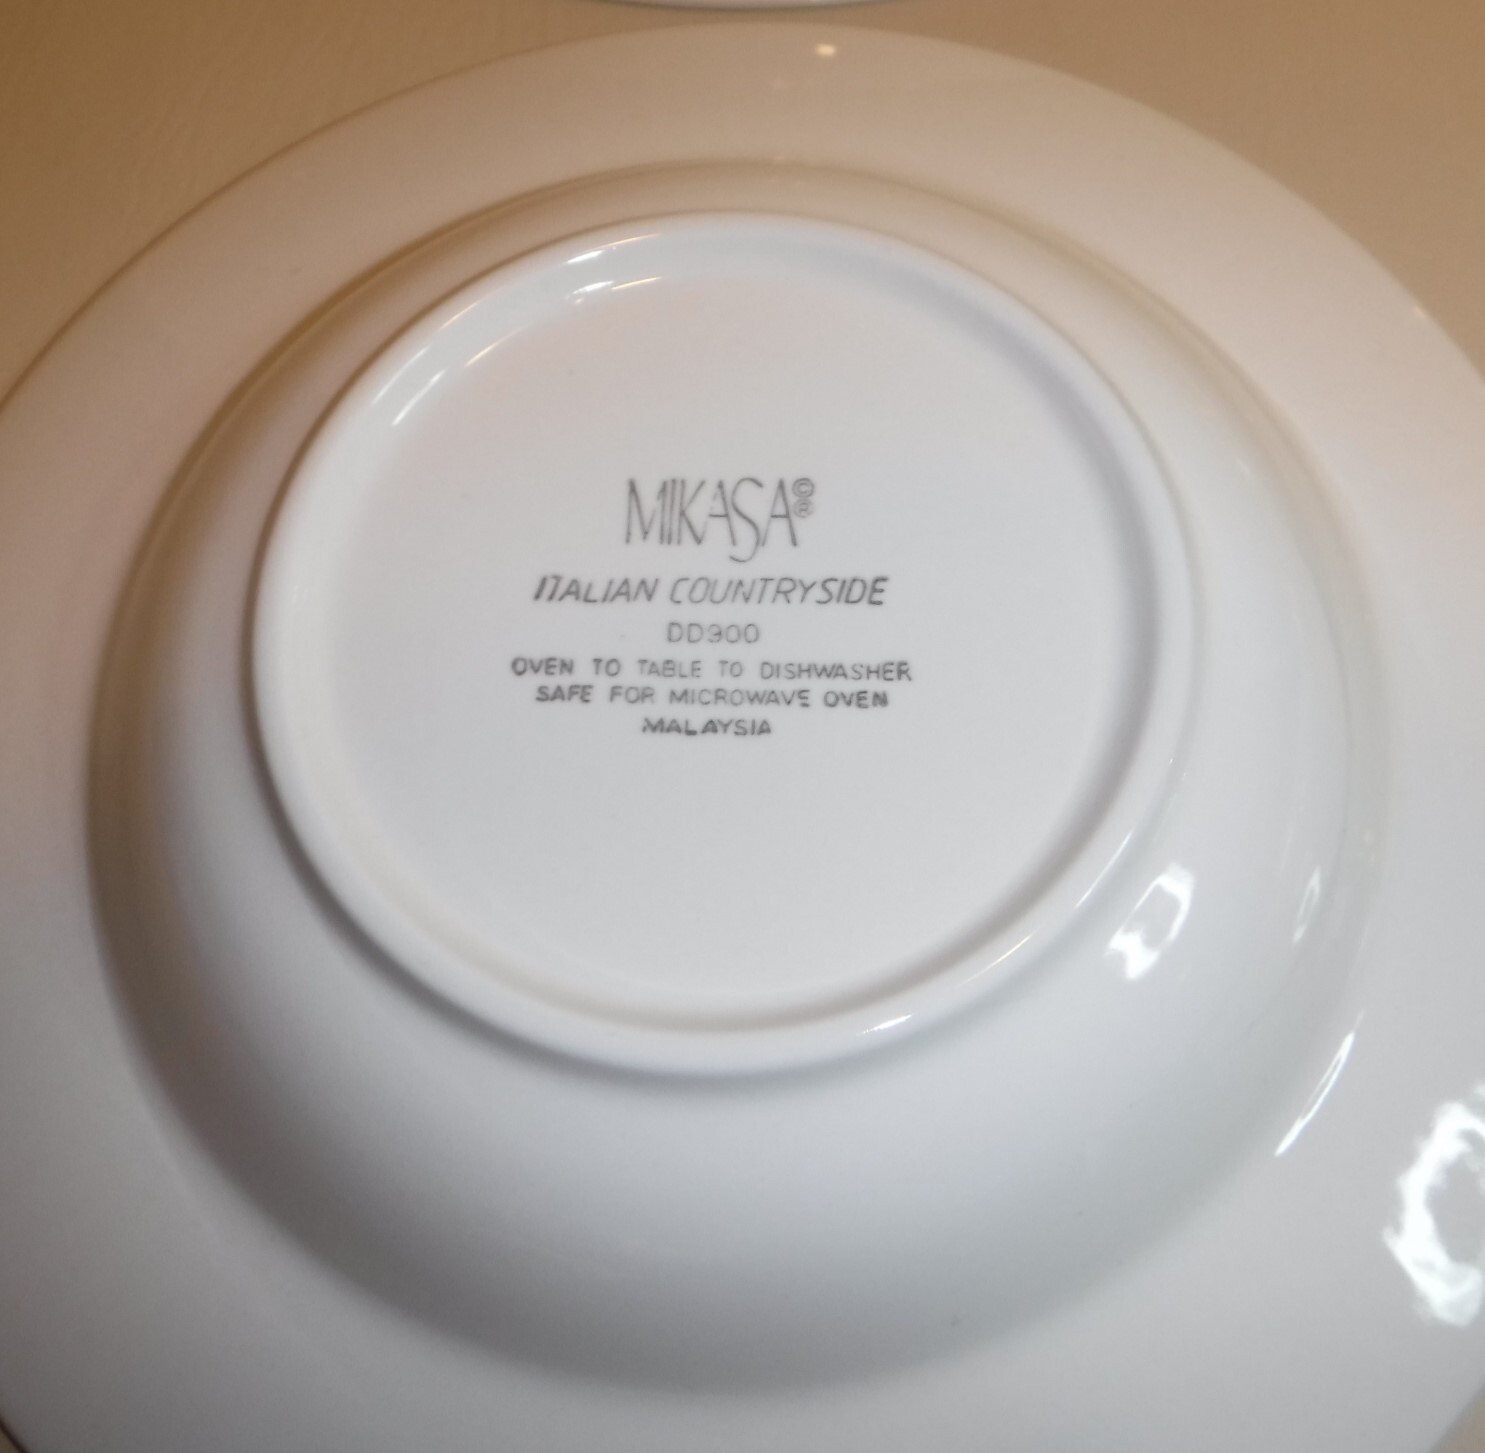 MIKASA©®
ITALIAN COUNTRYSIDE
DD900
OVEN TO TABLE TO DISHWASHER
SAFE FOR MICROWAVE OVEN
MALAYSIA